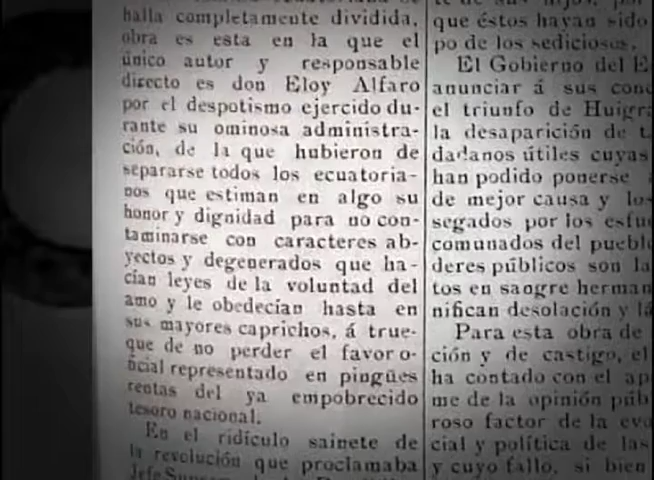 halla completamente dividida,
obra es esta en la que el
único autor y responsable
directo es don Eloy Alfaro
por el despotismo ejercido du-
rante su ominosa administra-
ción, de la que hubieron de
separarse todos los ecuatoria-
nos que estiman en algo su
honor y dignidad para no con-
taminarse con caracteres ab-
yectos y degenerados que ha-
cían leyes de la voluntad del
amo y le obedecían hasta en
sus mayores caprichos, á true-
que de no perder el favor o-
ficial representado en pingües
rentas del ya empobrecido
tesoro nacional.
En el ridículo sainete de
la revolución que proclamaba
que éstos hayan sido
po de los sediciosos.
El Gobierno del E
anunciar á sus con
el triunfo de Huigra
la desaparición de t
dadanos útiles cuyas
han podido ponerse
de mejor causa y lo
segados por los esfu
comunados del puebl
deres públicos son la
tos en sangre herman
nifican desolación y l
Para esta obra de
ción y de castigo, el
ha contado con el ap
me de la opinión púb
roso factor de la evo
cial y política de las
y cuyo fallo, si bien